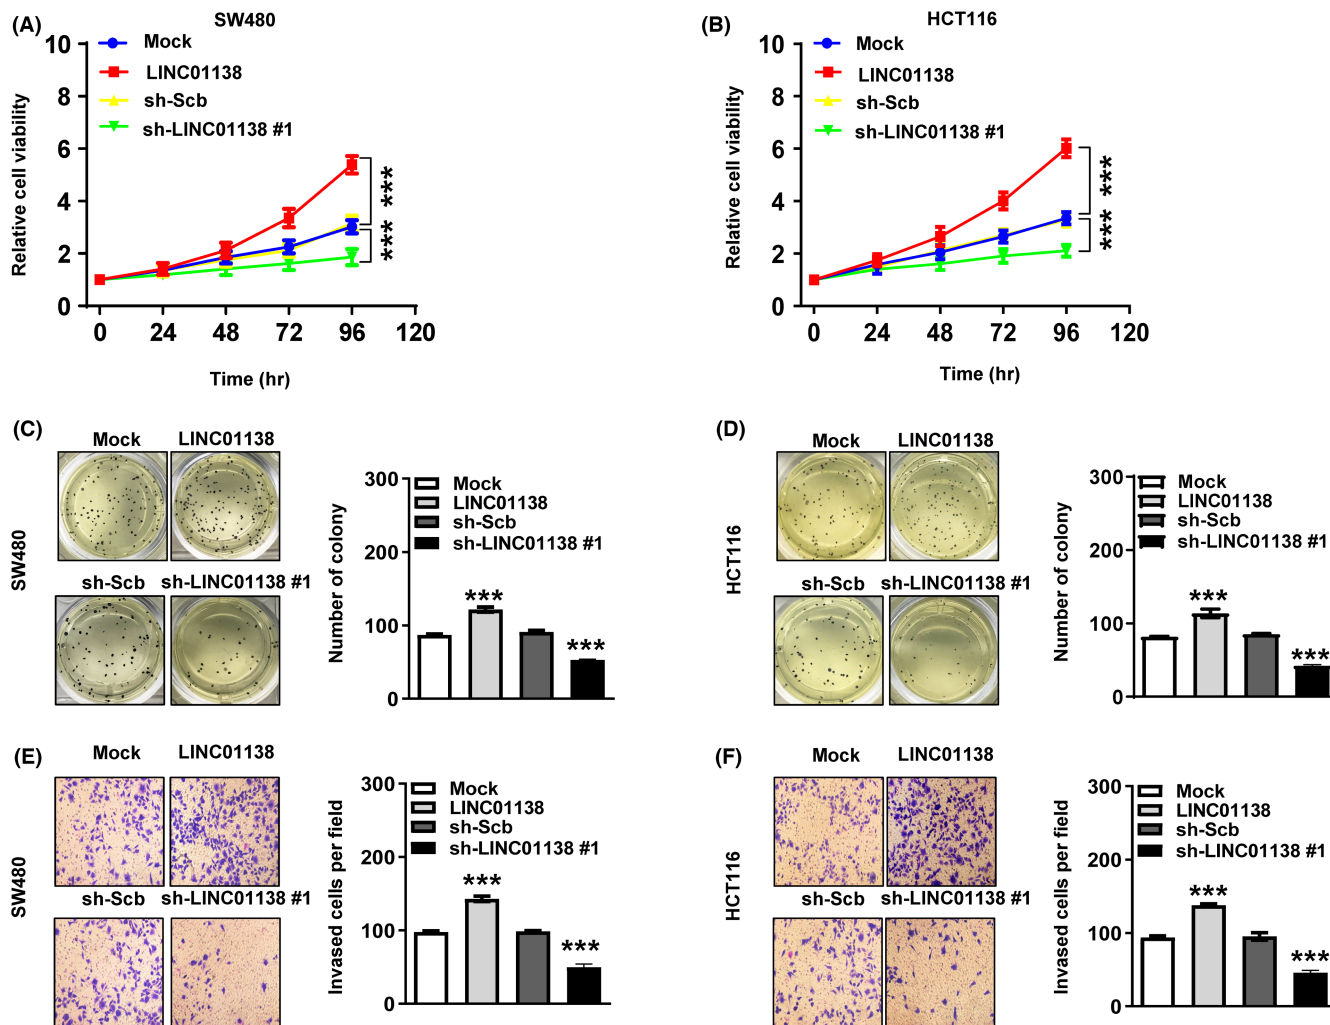 (A)
SW480
Mock
LINC01138
sh-Scb
sh-LINC01138 #1
Relative cell viability
10
8
6
4
2
0
***
***
0 24 48 72 96 120
Time (hr)
(B)
HCT116
Mock
LINC01138
sh-Scb
sh-LINC01138 #1
Relative cell viability
10
8
6
4
2
0
***
***
0 24 48 72 96 120
Time (hr)
(C)
SW480
Mock LINC01138
sh-Scb sh-LINC01138 #1
Number of colony
300
200
100
0
Mock
LINC01138
sh-Scb
sh-LINC01138 #1
***
***
(D)
HCT116
Mock LINC01138
sh-Scb sh-LINC01138 #1
Number of colony
300
200
100
0
Mock
LINC01138
sh-Scb
sh-LINC01138 #1
***
***
(E)
SW480
Mock LINC01138
sh-Scb sh-LINC01138 #1
Invased cells per field
300
200
100
0
Mock
LINC01138
sh-Scb
sh-LINC01138 #1
***
***
(F)
HCT116
Mock LINC01138
sh-Scb sh-LINC01138 #1
Invased cells per field
300
200
100
0
Mock
LINC01138
sh-Scb
sh-LINC01138 #1
***
***